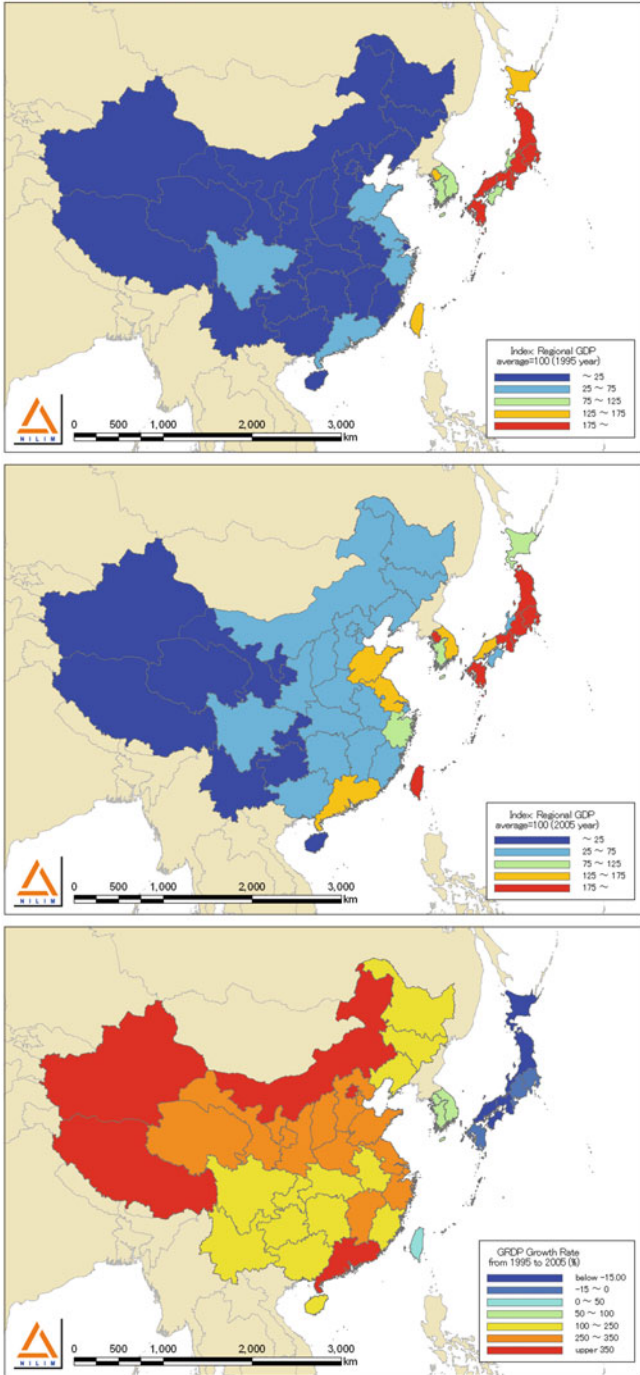 Index: Regional GDP
average=100 (1995 year)
～ 25
25 ～ 75
75 ～ 125
125 ～ 175
175 ～
NILIM
0 500 1,000 2,000 3,000
km
Index: Regional GDP
average=100 (2005 year)
～ 25
25 ～ 75
75 ～ 125
125 ～ 175
175 ～
NILIM
0 500 1,000 2,000 3,000
km
GRDP Growth Rate
from 1995 to 2005 (%)
below -15.00
-15 ～ 0
0 ～ 50
50 ～ 100
100 ～ 250
250 ～ 350
upper 350
NILIM
0 500 1,000 2,000 3,000
km